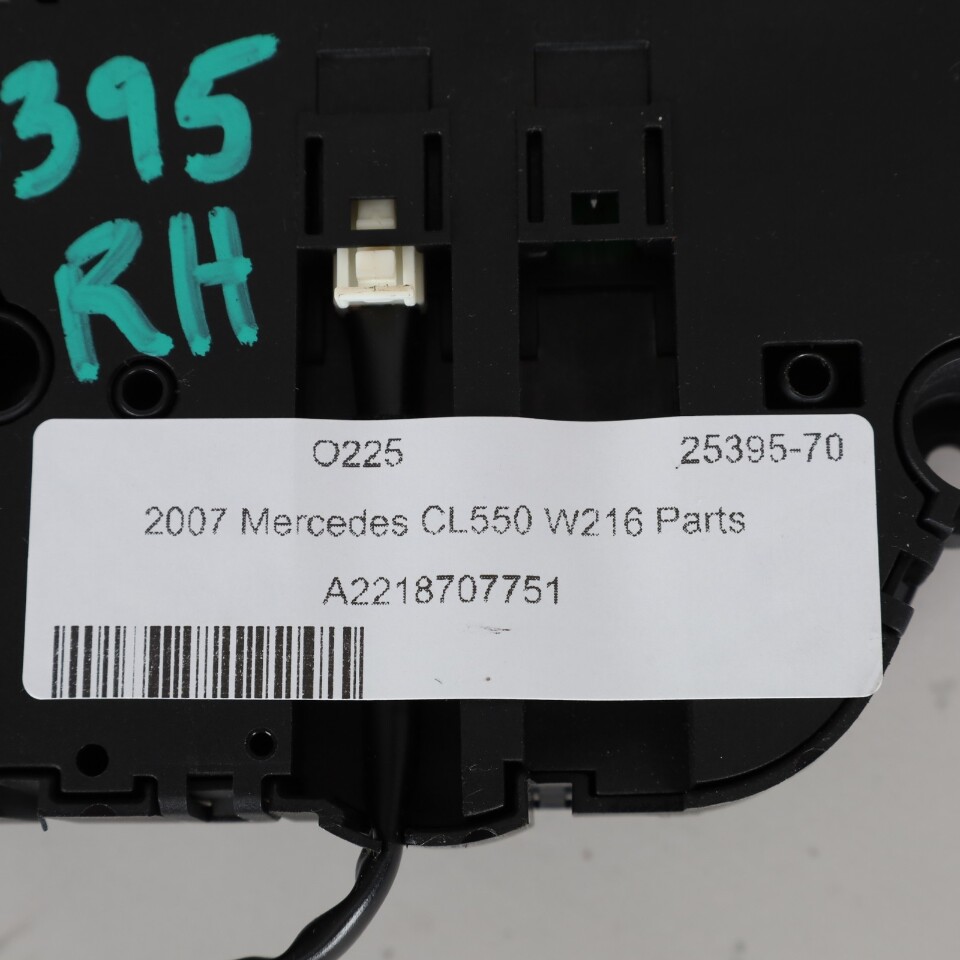 395
RH
O225 25395-70
2007 Mercedes CL550 W216 Parts
A2218707751